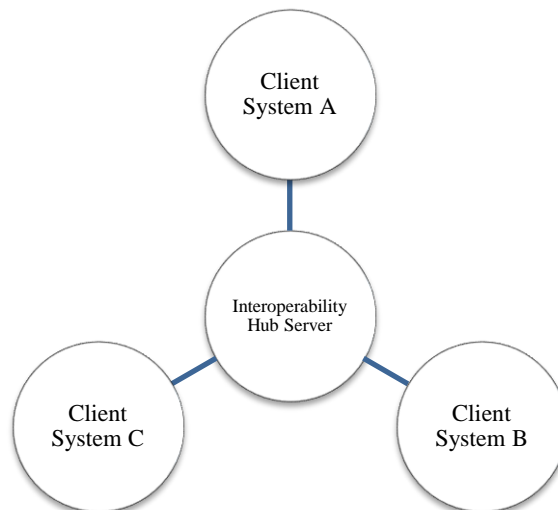 Client
System A
Interoperability
Hub Server
Client
System C
Client
System B